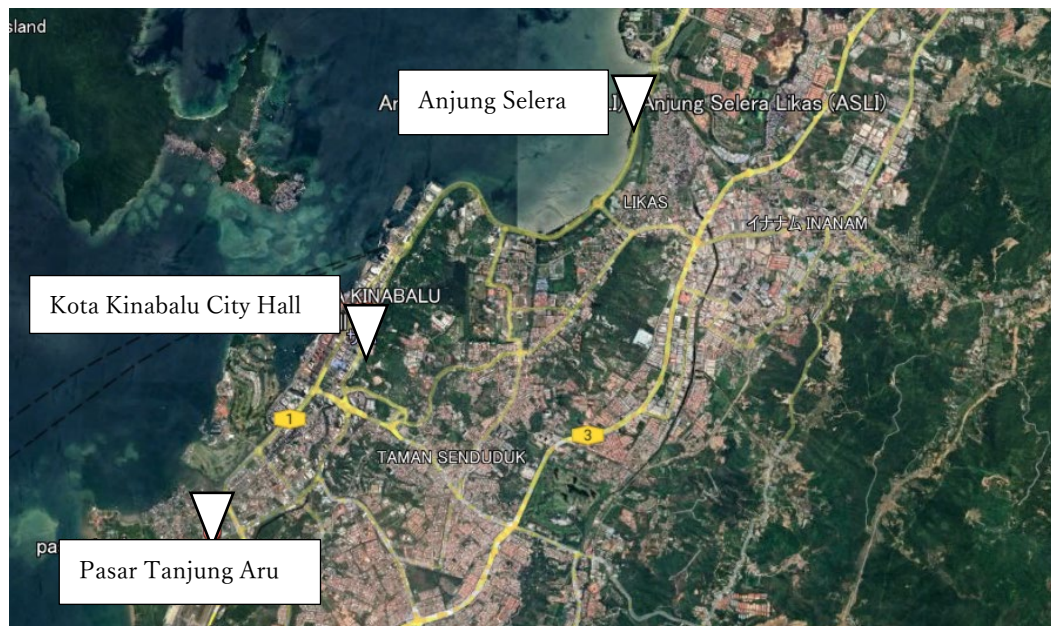 sland
Anjung Selera
Anjung Selera Likas (ASLI)
LIKAS
イナナム INANAM
Kota Kinabalu City Hall
KINABALU
1
3
TAMAN SENDUDUK
Pasar Tanjung Aru
pa